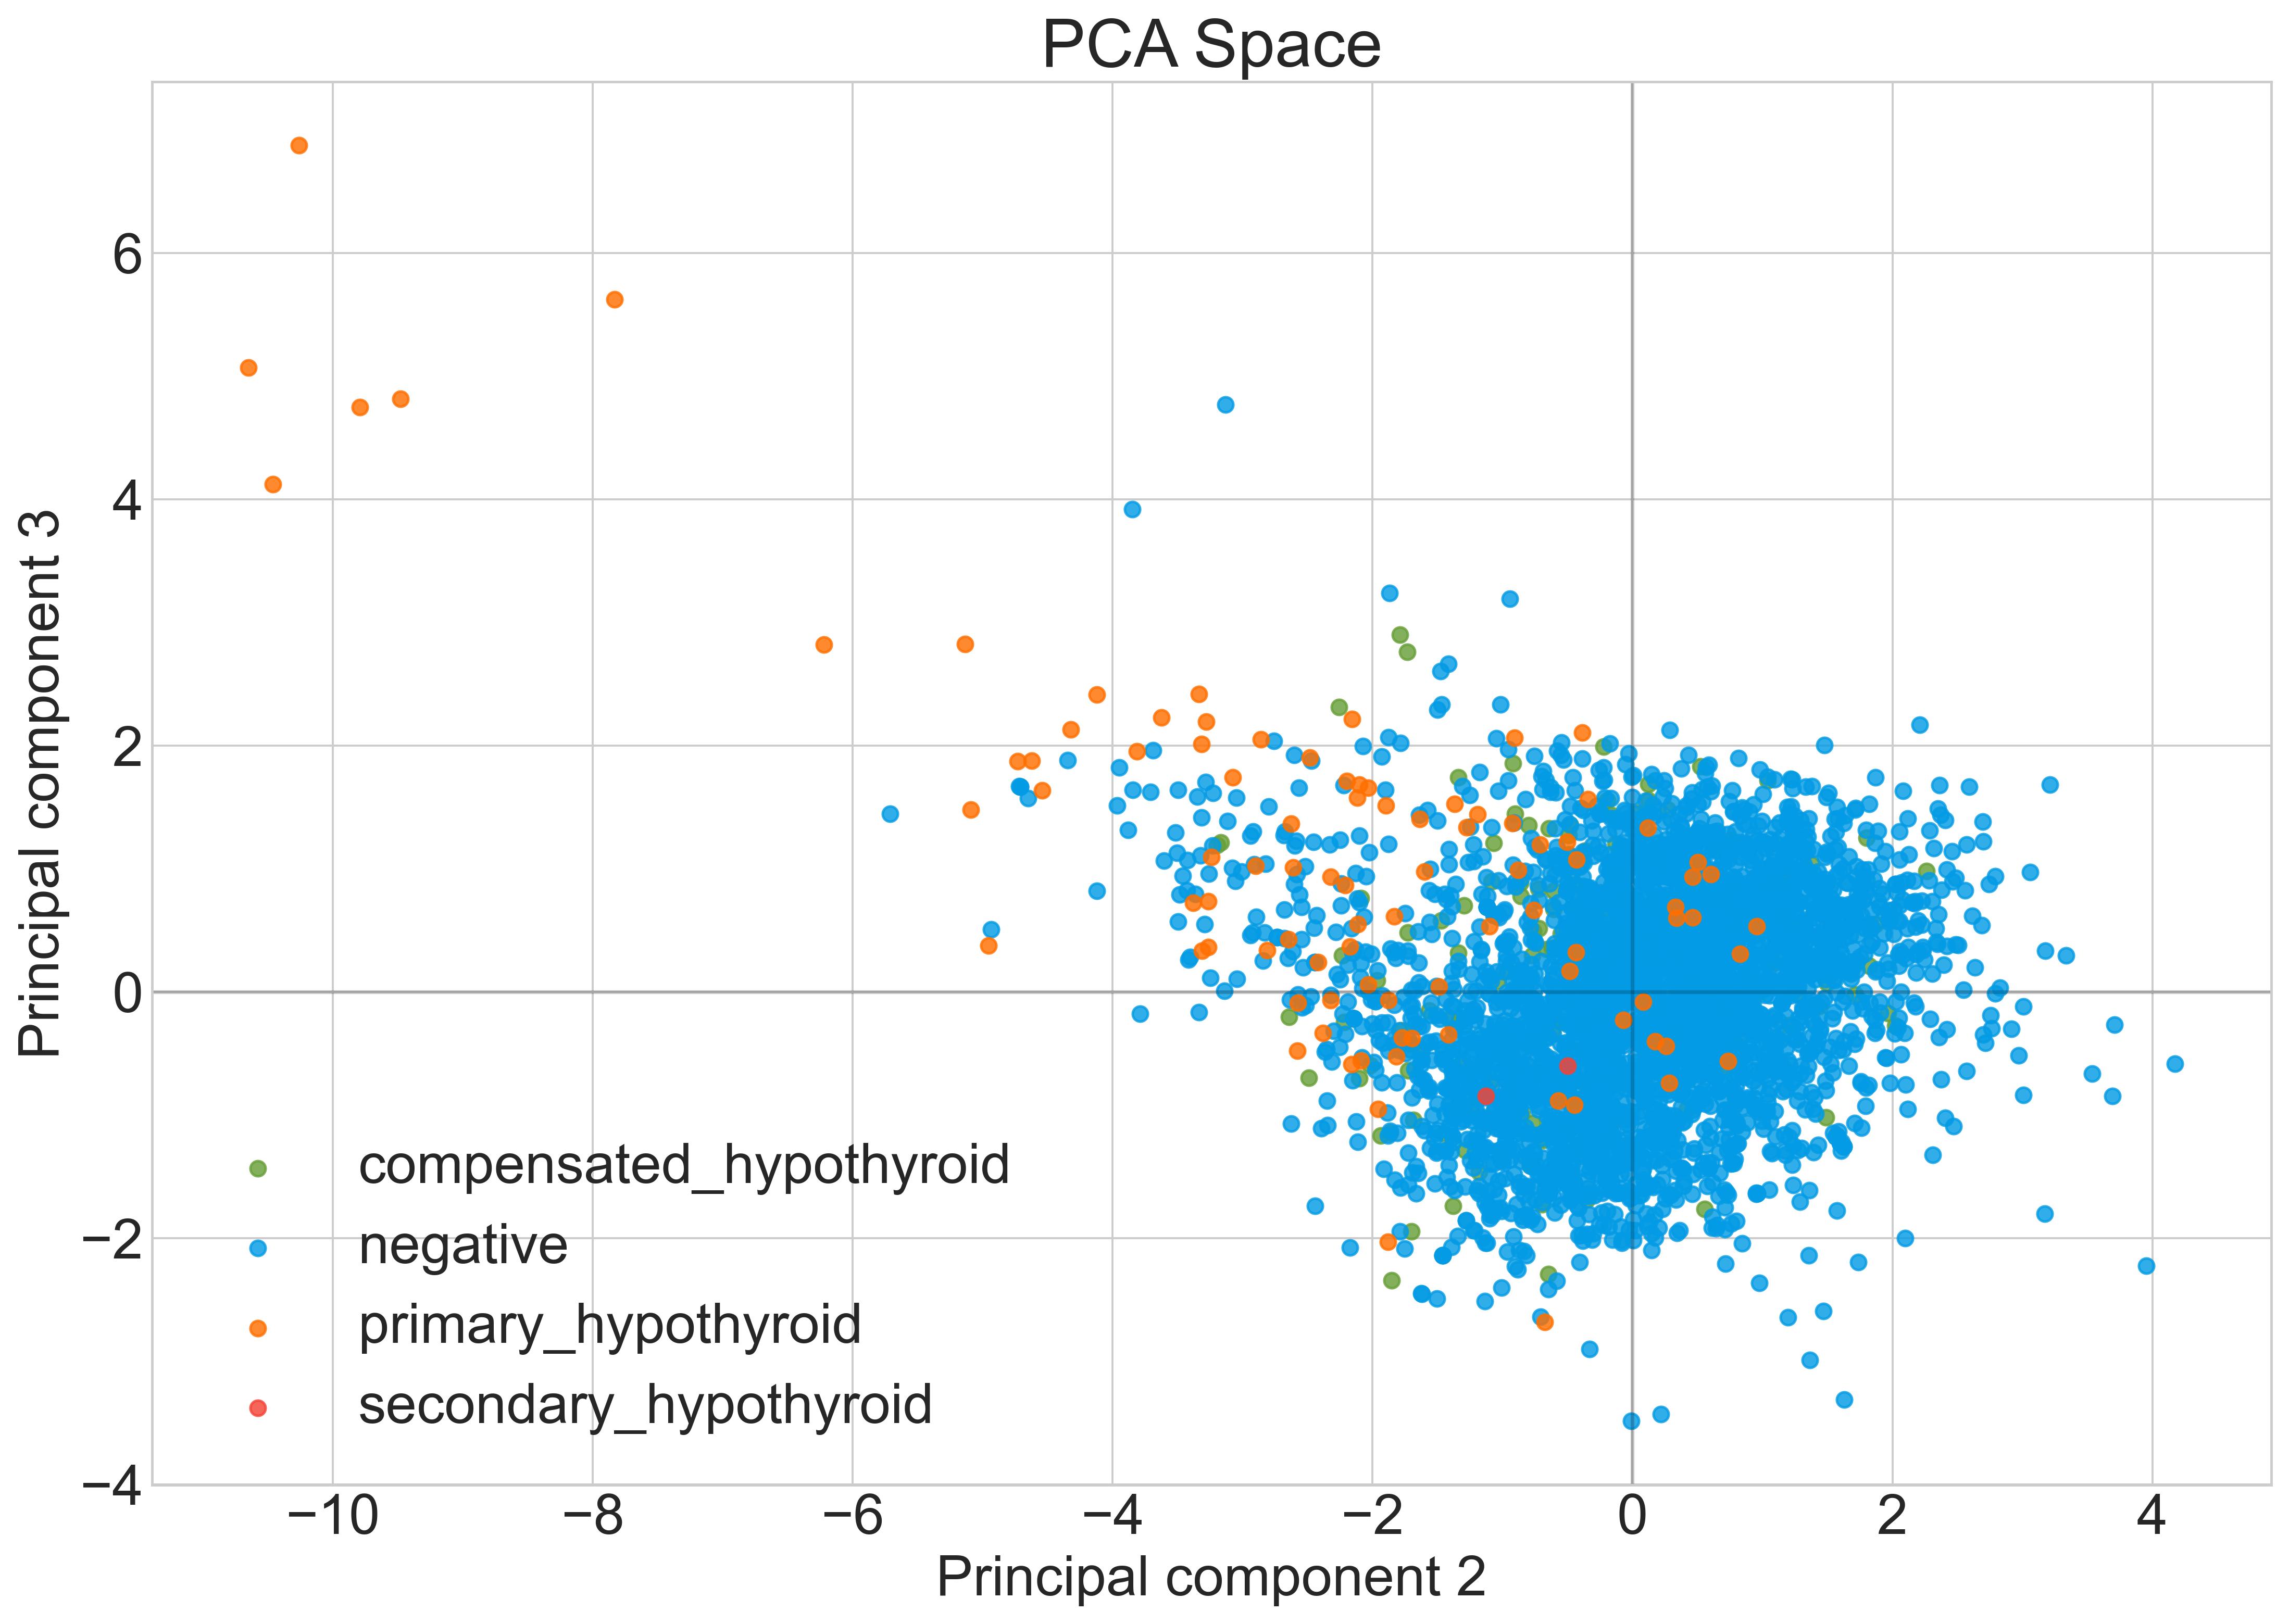 PCA Space
Principal component 3
6
4
2
0
−2
−4
compensated_hypothyroid
negative
primary_hypothyroid
secondary_hypothyroid
−10
−8
−6
−4
−2
0
2
4
Principal component 2